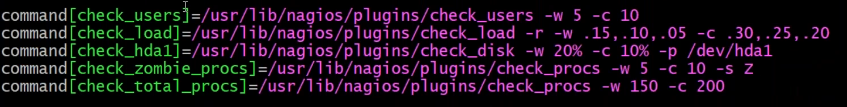 command[check_users]=/usr/lib/nagios/plugins/check_users -w 5 -c 10
command[check_load]=/usr/lib/nagios/plugins/check_load -r -w .15,.10,.05 -c .30,.25,.20
command[check_hda1]=/usr/lib/nagios/plugins/check_disk -w 20% -c 10% -p /dev/hda1
command[check_zombie_procs]=/usr/lib/nagios/plugins/check_procs -w 5 -c 10 -s Z
command[check_total_procs]=/usr/lib/nagios/plugins/check_procs -w 150 -c 200